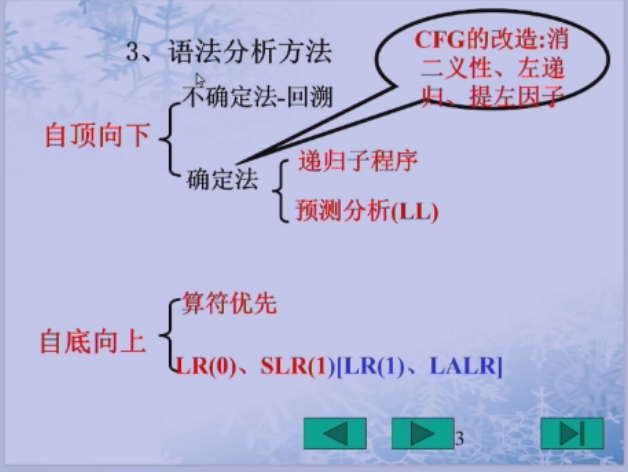 3、语法分析方法
CFG的改造:消
二义性、左递
归、提左因子
不确定法-回溯
自顶向下
确定法
递归子程序
预测分析(LL)
算符优先
自底向上
LR(0)、SLR(1)[LR(1)、LALR]
3